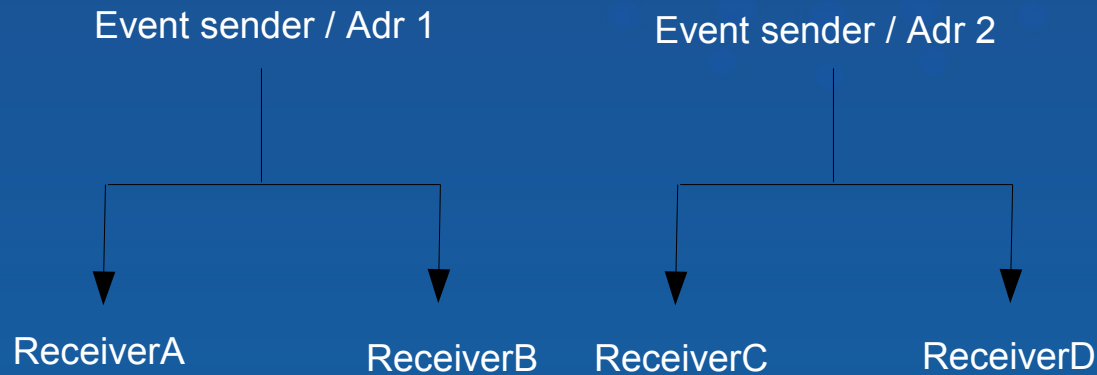 Event sender / Adr 1
Event sender / Adr 2
ReceiverA
ReceiverB
ReceiverC
ReceiverD